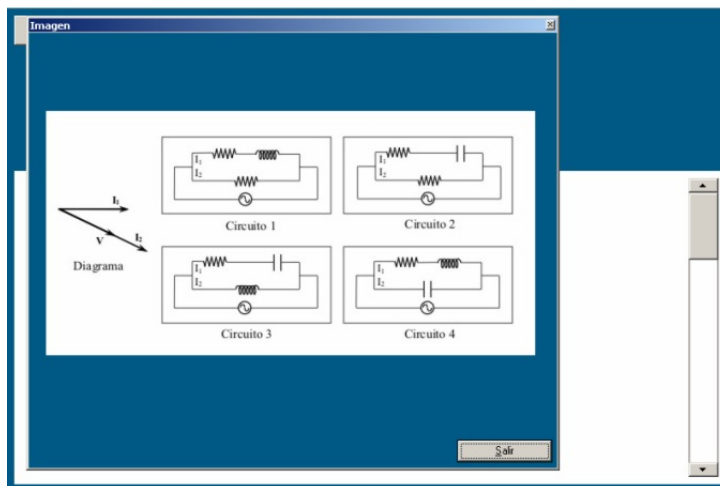 Imagen
I₁
V
I₂
Diagrama
I₁
I₂
Circuito 1
I₁
I₂
Circuito 2
I₁
I₂
Circuito 3
I₁
I₂
Circuito 4
Salir